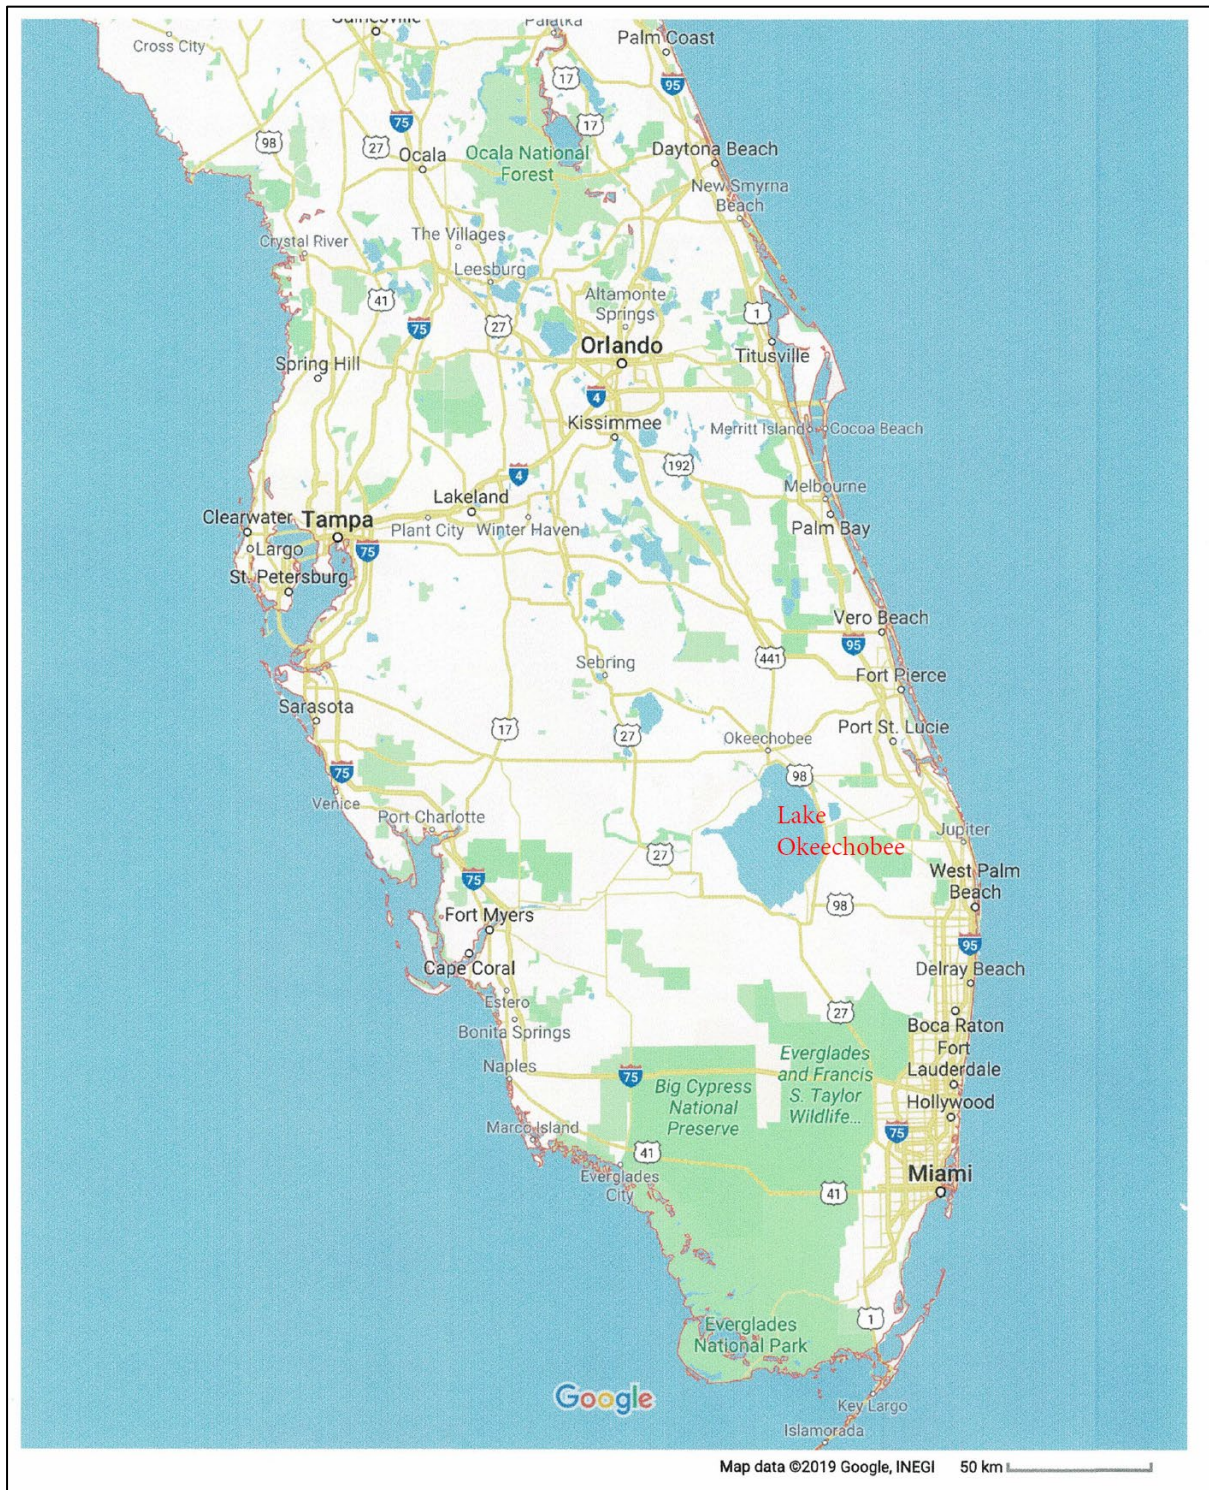 Gainesville
Palatka
Cross City
Palm Coast
17
95
75
17
98
27
Ocala
Ocala National
Forest
Daytona Beach
New Smyrna
Beach
The Villages
Crystal River
Leesburg
41
Altamonte
Springs
1
75
27
Orlando
Titusville
Spring Hill
4
Kissimmee
Merritt Island
Cocoa Beach
192
4
Melbourne
Lakeland
Clearwater
Tampa
Plant City
Winter Haven
Palm Bay
Largo
75
St. Petersburg
Vero Beach
95
441
Sebring
Fort Pierce
Sarasota
17
27
Okeechobee
Port St. Lucie
75
98
Venice
Port Charlotte
Lake
Okeechobee
Jupiter
27
75
West Palm
Beach
98
Fort Myers
95
Cape Coral
Delray Beach
Estero
27
Bonita Springs
Boca Raton
Fort
Lauderdale
Naples
75
Everglades
and Francis
S. Taylor
Wildlife...
Big Cypress
National
Preserve
Hollywood
Marco Island
75
41
Everglades
City
Miami
41
1
Everglades
National Park
Google
Key Largo
Islamorada
Map data ©2019 Google, INEGI 50 km